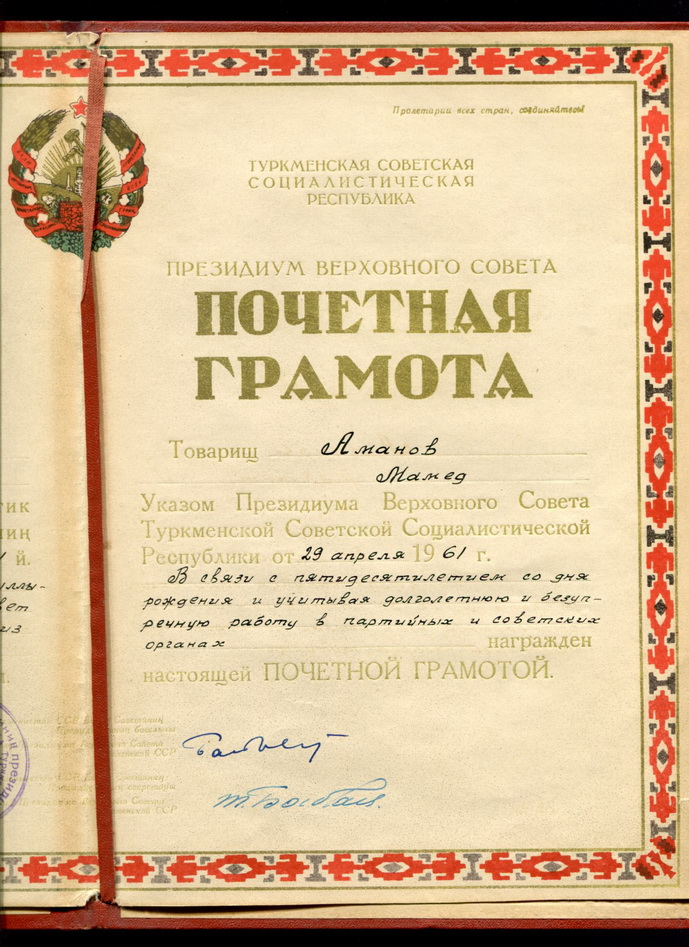 Пролетарии всех стран, соединяйтесь!
ТУРКМЕНСКАЯ СОВЕТСКАЯ
СОЦИАЛИСТИЧЕСКАЯ
РЕСПУБЛИКА
ПРЕЗИДИУМ ВЕРХОВНОГО СОВЕТА
ПОЧЕТНАЯ
ГРАМОТА
Товарищ Аманов
Мамед
Указом Президиума Верховного Совета
Туркменской Советской Социалистической
Республики от 29 апреля 1961 г.
В связи с пятидесятилетием со дня
рождения и учитывая долголетнюю и безуп-
речную работу в партийных и советских
органах награжден
настоящей ПОЧЕТНОЙ ГРАМОТОЙ.